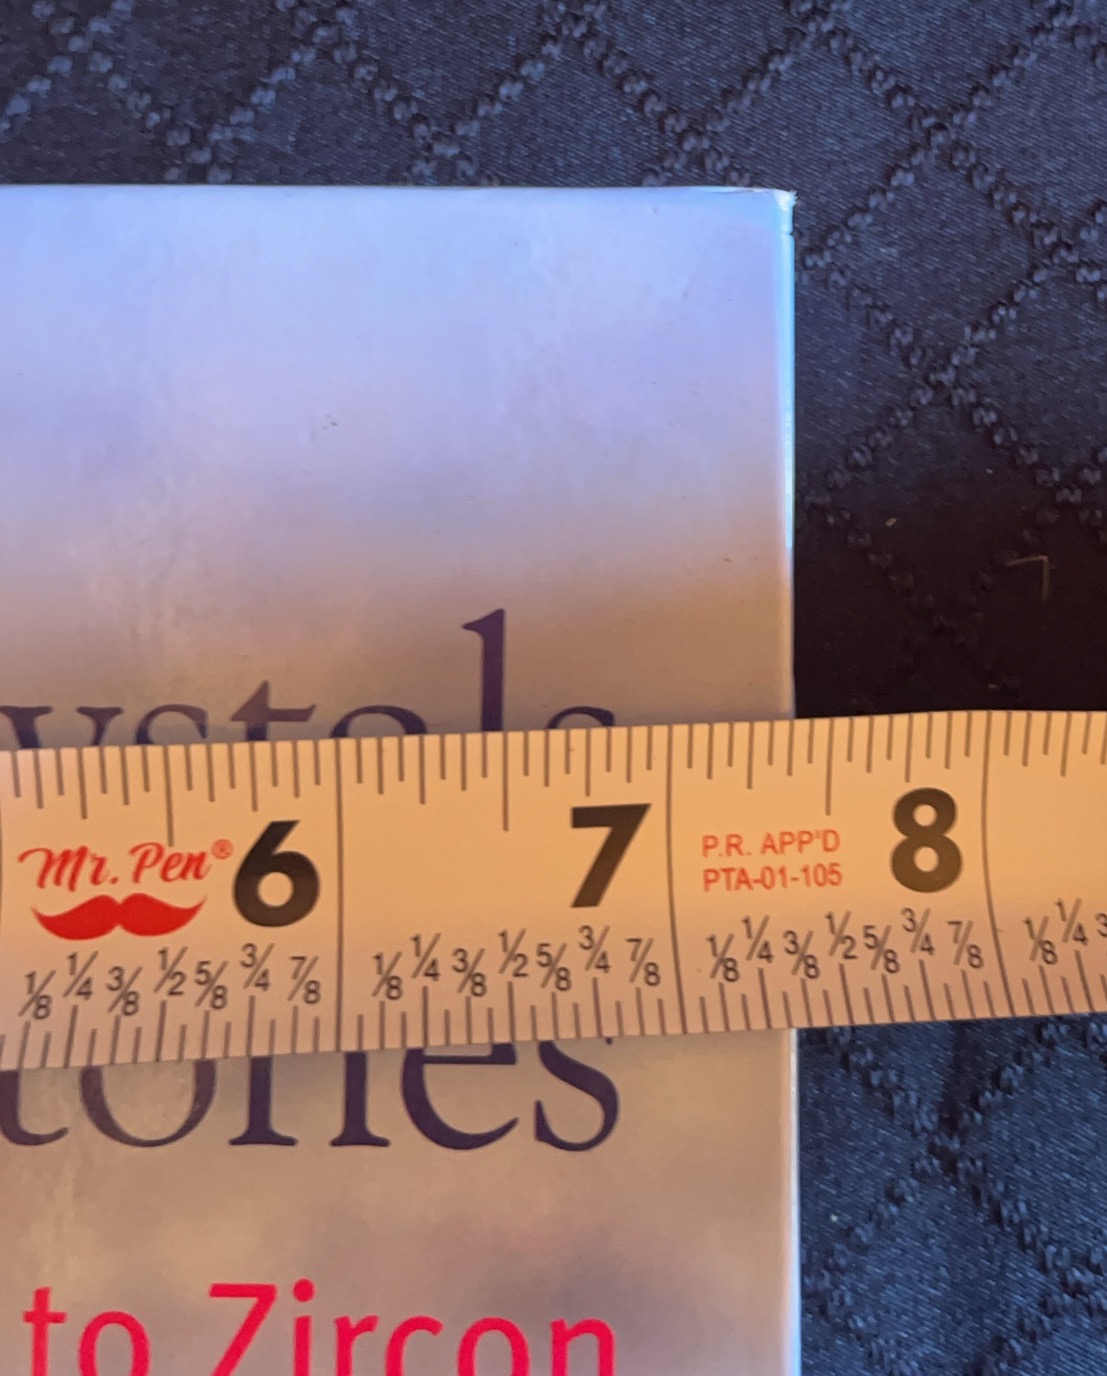 ystals
Mr. Pen® 6 7 P.R. APP'D 8
PTA-01-105
⅛ ¼ ⅜ ½ ⅝ ¾ ⅞ ⅛ ¼ ⅜ ½ ⅝ ¾ ⅞ ⅛ ¼ ⅜ ½ ⅝ ¾ ⅞ ⅛ ¼ 3
tones
to Zircon